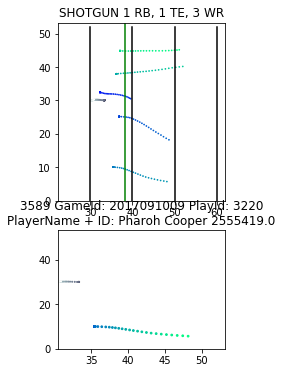 SHOTGUN 1 RB, 1 TE, 3 WR
50
40
30
20
10
0
30 40 50 60
3589 GameId: 2017091009 PlayId: 3220
PlayerName + ID: Pharoh Cooper 2555419.0
40
20
0
35 40 45 50